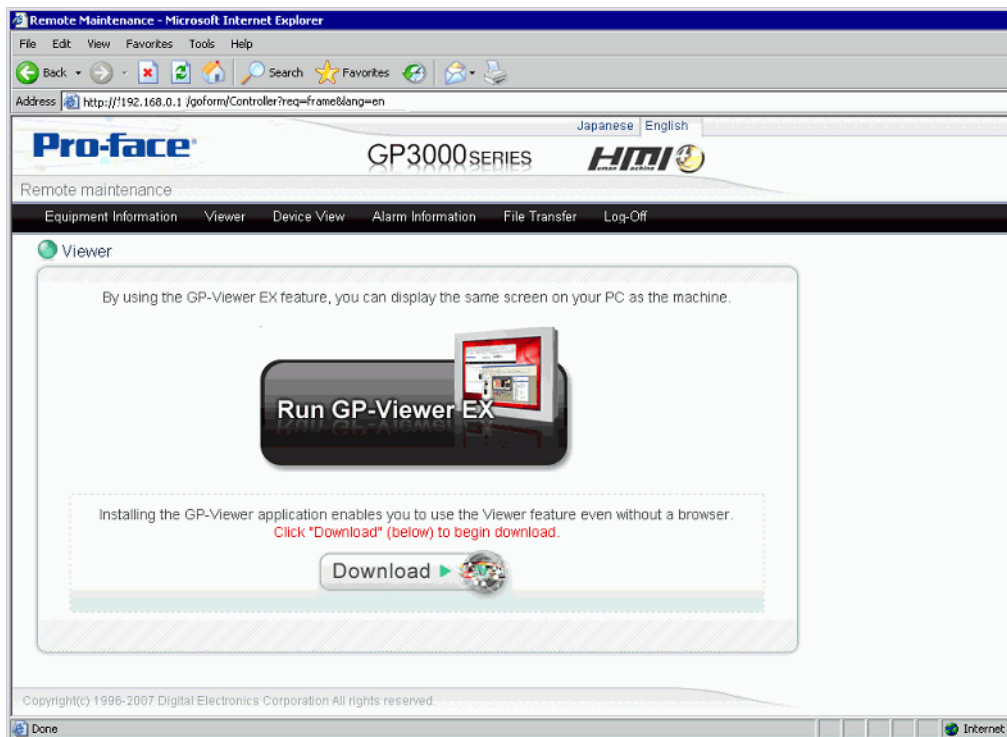 Remote Maintenance - Microsoft Internet Explorer
File Edit View Favorites Tools Help
Back Search Favorites
Address http://!192.168.0.1 /goform/Controller?req=frame&lang=en
Japanese English
Pro-face GP3000 SERIES HMI
Human Machine
Remote maintenance
Equipment Information Viewer Device View Alarm Information File Transfer Log-Off
Viewer
By using the GP-Viewer EX feature, you can display the same screen on your PC as the machine.
Run GP-Viewer EX
Installing the GP-Viewer application enables you to use the Viewer feature even without a browser.
Click "Download" (below) to begin download.
Download
Copyright(c) 1996-2007 Digital Electronics Corporation All rights reserved.
Done Internet